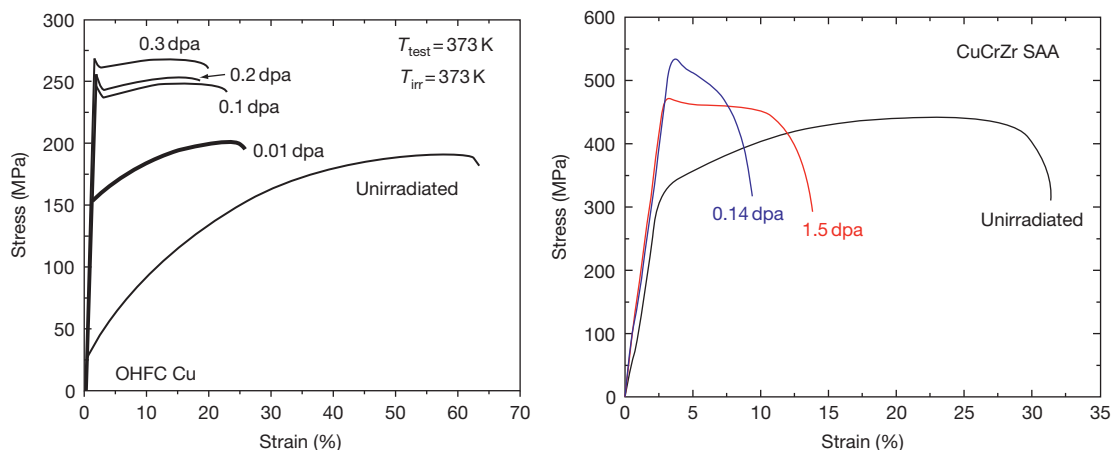 300
250
200
150
100
50
0
Stress (MPa)
0.3 dpa
0.2 dpa
0.1 dpa
0.01 dpa
T_test = 373 K
T_irr = 373 K
Unirradiated
OHFC Cu
0 10 20 30 40 50 60 70
Strain (%)
600
500
400
300
200
100
0
Stress (MPa)
CuCrZr SAA
0.14 dpa
1.5 dpa
Unirradiated
0 5 10 15 20 25 30 35
Strain (%)